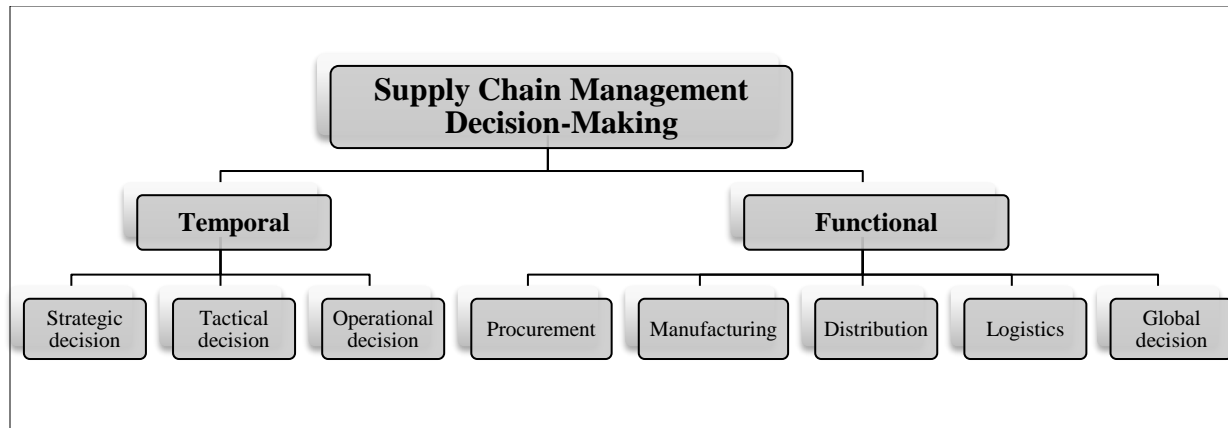 Supply Chain Management
Decision-Making
Temporal
Functional
Strategic
decision
Tactical
decision
Operational
decision
Procurement
Manufacturing
Distribution
Logistics
Global
decision